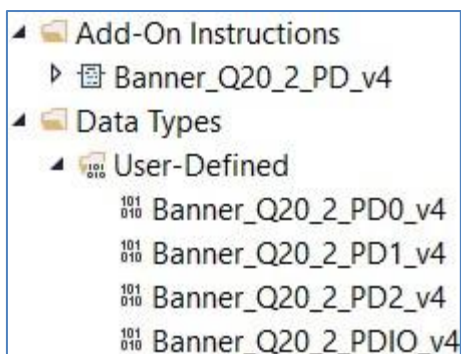 Add-On Instructions
Banner_Q20_2_PD_v4
Data Types
User-Defined
Banner_Q20_2_PD0_v4
Banner_Q20_2_PD1_v4
Banner_Q20_2_PD2_v4
Banner_Q20_2_PDIO_v4